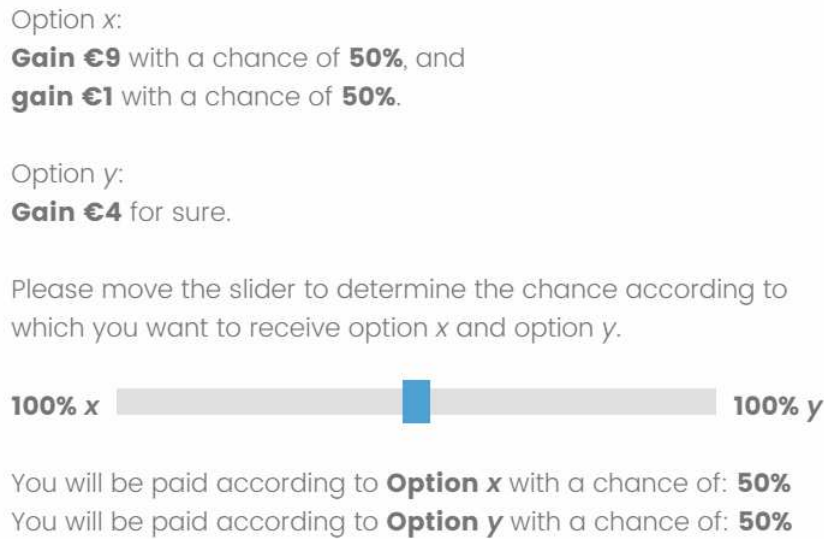 Option x:
Gain €9 with a chance of 50%, and
gain €1 with a chance of 50%.
Option y:
Gain €4 for sure.
Please move the slider to determine the chance according to
which you want to receive option x and option y.
100% x 100% y
You will be paid according to Option x with a chance of: 50%
You will be paid according to Option y with a chance of: 50%